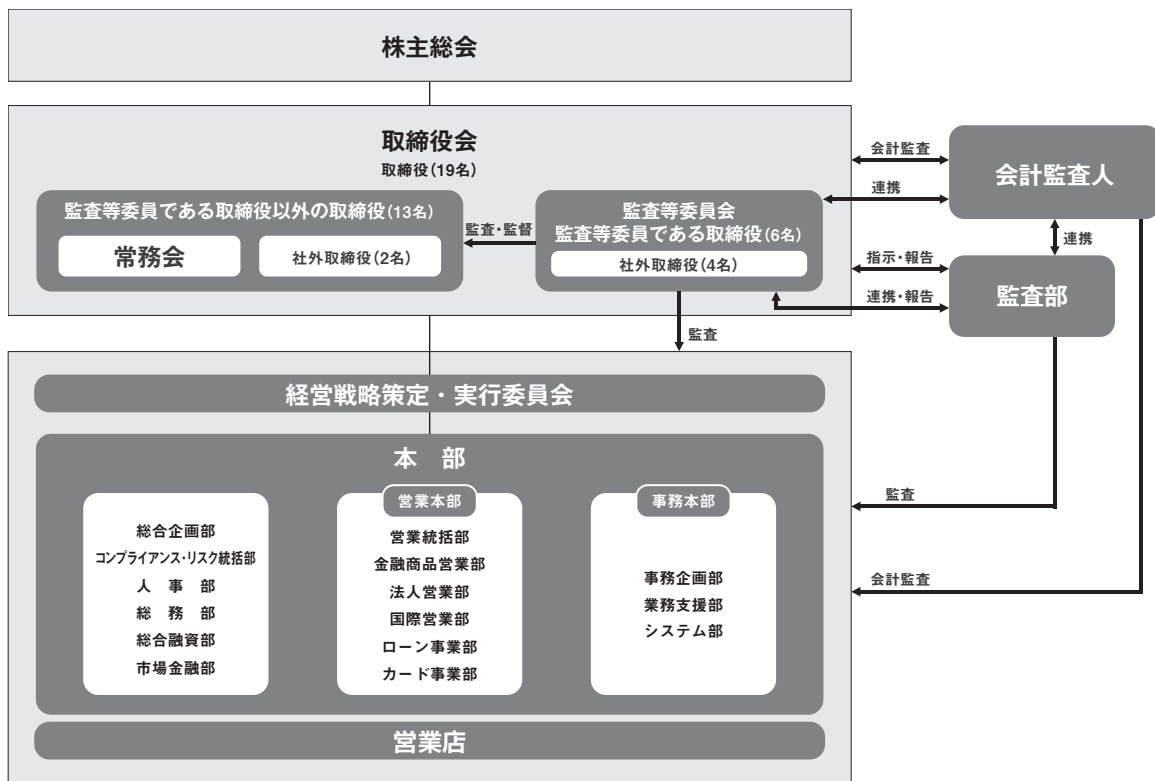 株主総会
取締役会
取締役(19名)
監査等委員である取締役以外の取締役(13名)
常務会
社外取締役(2名)
監査・監督
監査等委員会
監査等委員である取締役(6名)
社外取締役(4名)
会計監査
連携
会計監査人
連携
指示・報告
連携・報告
監査部
監査
経営戦略策定・実行委員会
本 部
総合企画部
コンプライアンス・リスク統括部
人 事 部
総 務 部
総合融資部
市場金融部
営業本部
営業統括部
金融商品営業部
法人営業部
国際営業部
ローン事業部
カード事業部
事務本部
事務企画部
業務支援部
システム部
監査
会計監査
営業店